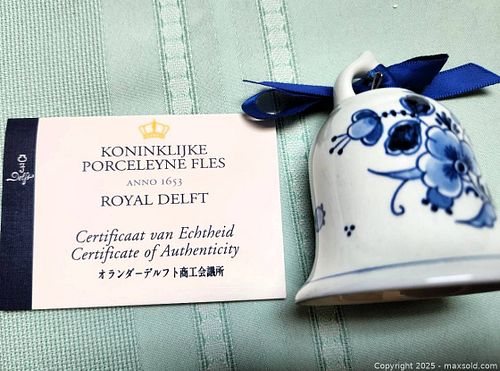 KONINKLIJKE
PORCELEYNE FLES
ANNO 1653
ROYAL DELFT
Certificaat van Echtheid
Certificate of Authenticity
オランダーデルフト商工会議所
Delft
Copyright © 2025 - maxsold.com